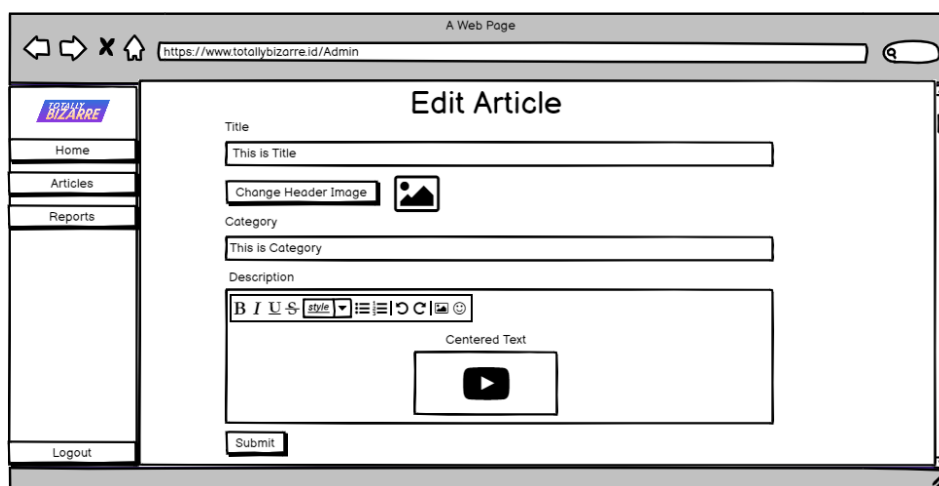 A Web Page
https://www.totallybizarre.id/Admin
TOTALLY
BIZARRE
Home
Articles
Reports
Logout
Edit Article
Title
This is Title
Change Header Image
Category
This is Category
Description
B I U S style
Centered Text
Submit